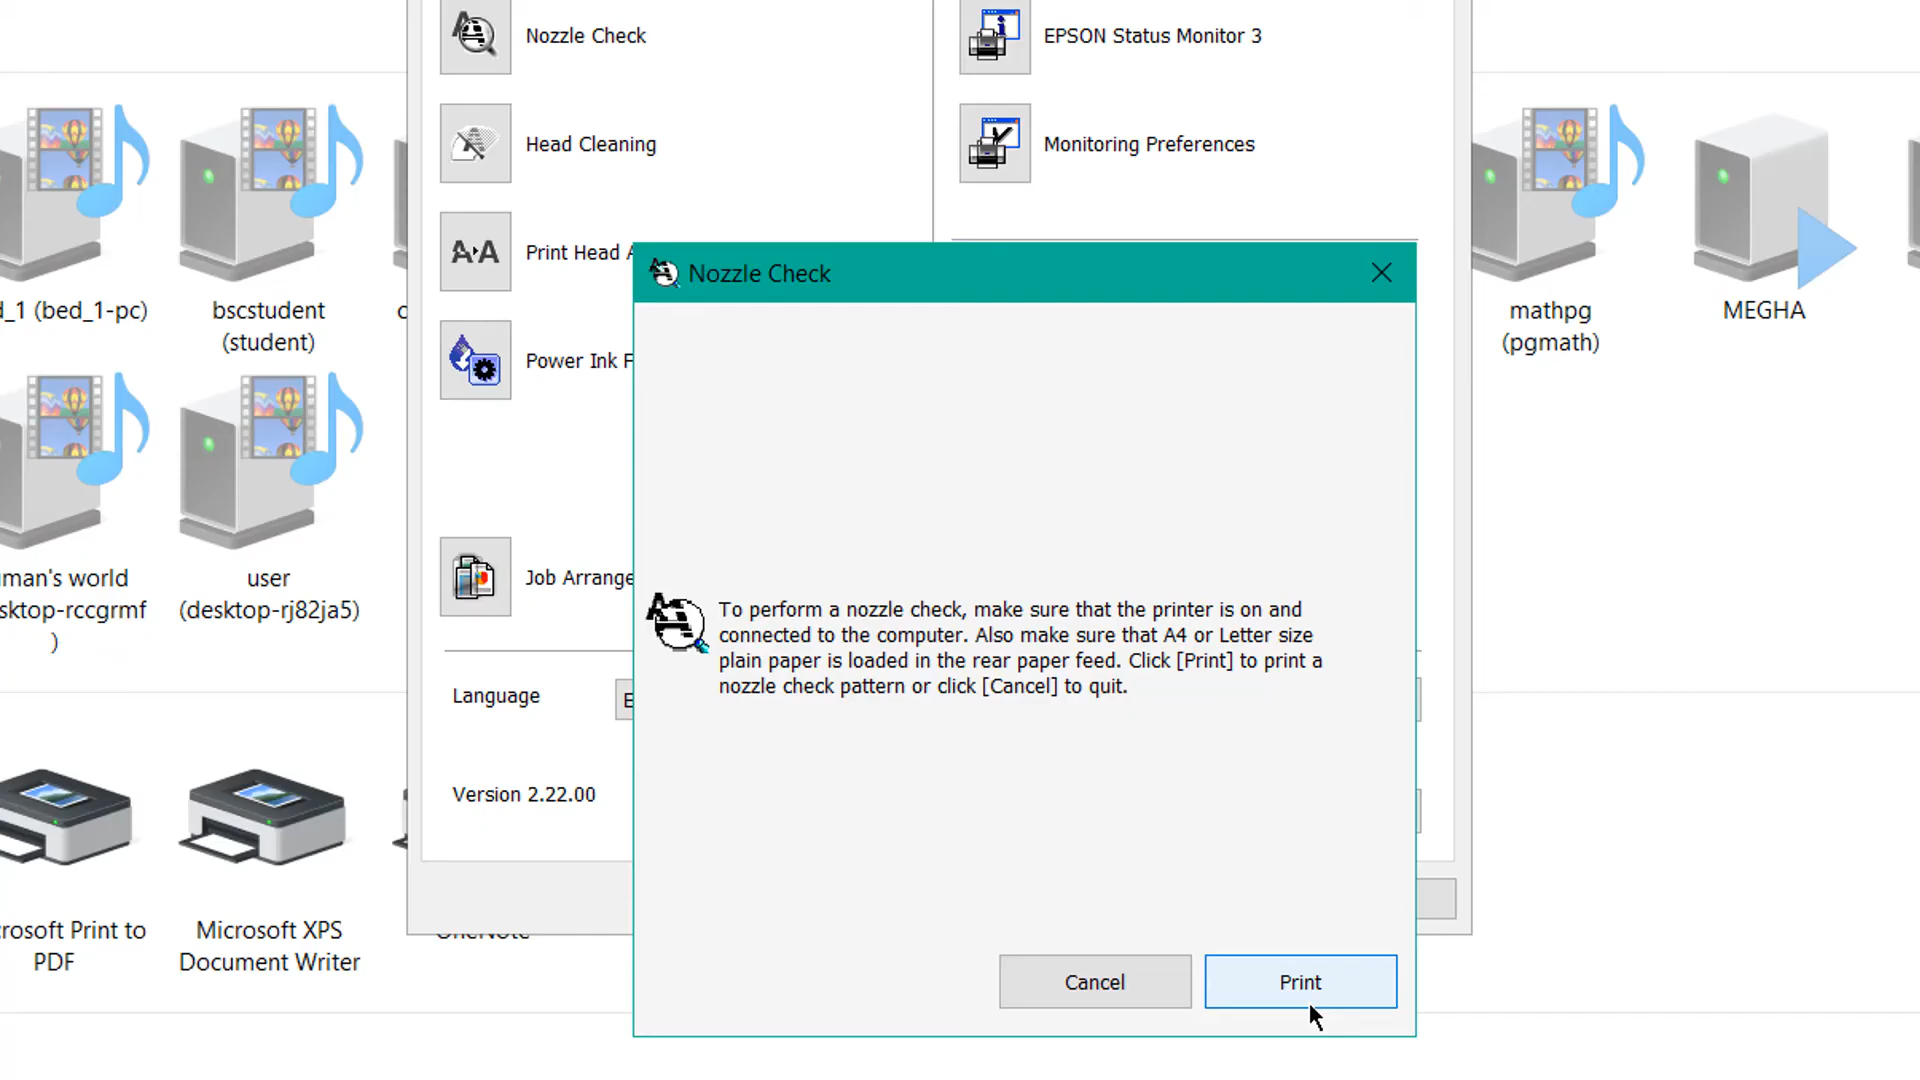 Nozzle Check
EPSON Status Monitor 3
Head Cleaning
Monitoring Preferences
A▸A
Print Head
Nozzle Check
Power Ink F
d_1 (bed_1-pc)
bscstudent
(student)
mathpg
(pgmath)
MEGHA
Job Arrange
To perform a nozzle check, make sure that the printer is on and
connected to the computer. Also make sure that A4 or Letter size
plain paper is loaded in the rear paper feed. Click [Print] to print a
nozzle check pattern or click [Cancel] to quit.
man's world
sktop-rccgrmf
)
user
(desktop-rj82ja5)
Language
Version 2.22.00
rosoft Print to
PDF
Microsoft XPS
Document Writer
OneNote
Cancel
Print